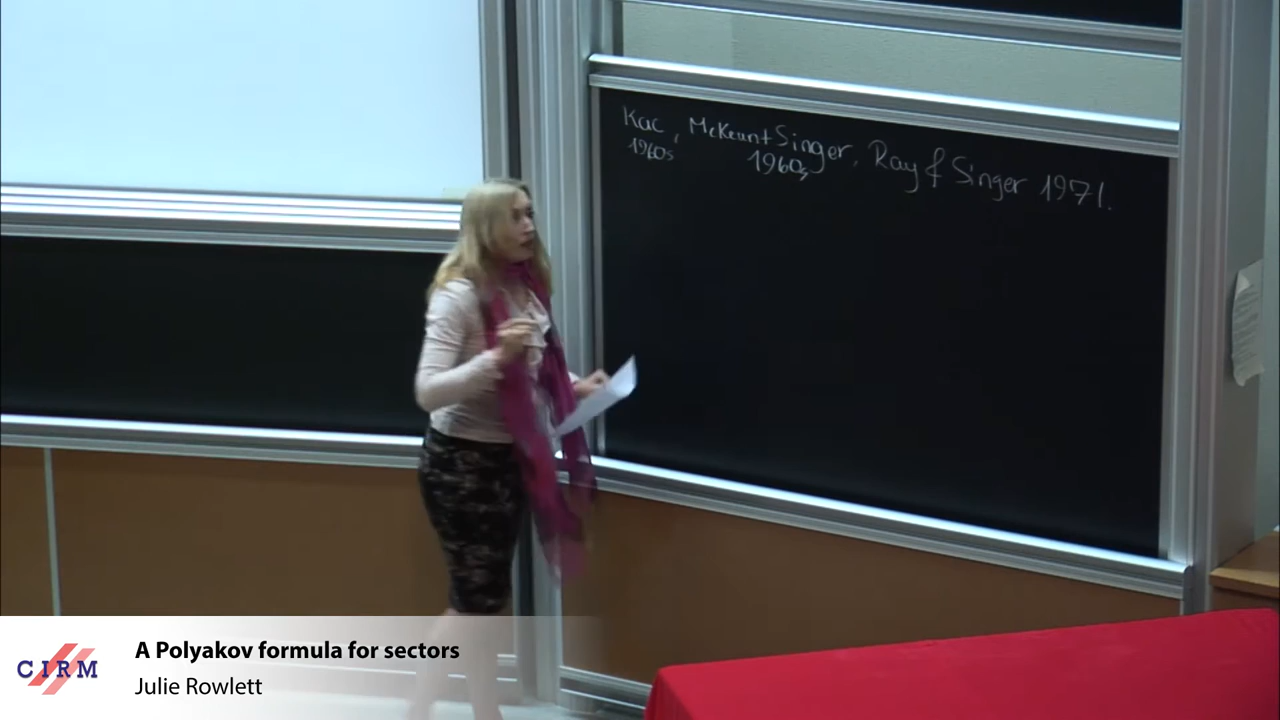 Kac, McKean+Singer, Ray & Singer 1971.
1960s 1960s
CIRM
A Polyakov formula for sectors
Julie Rowlett